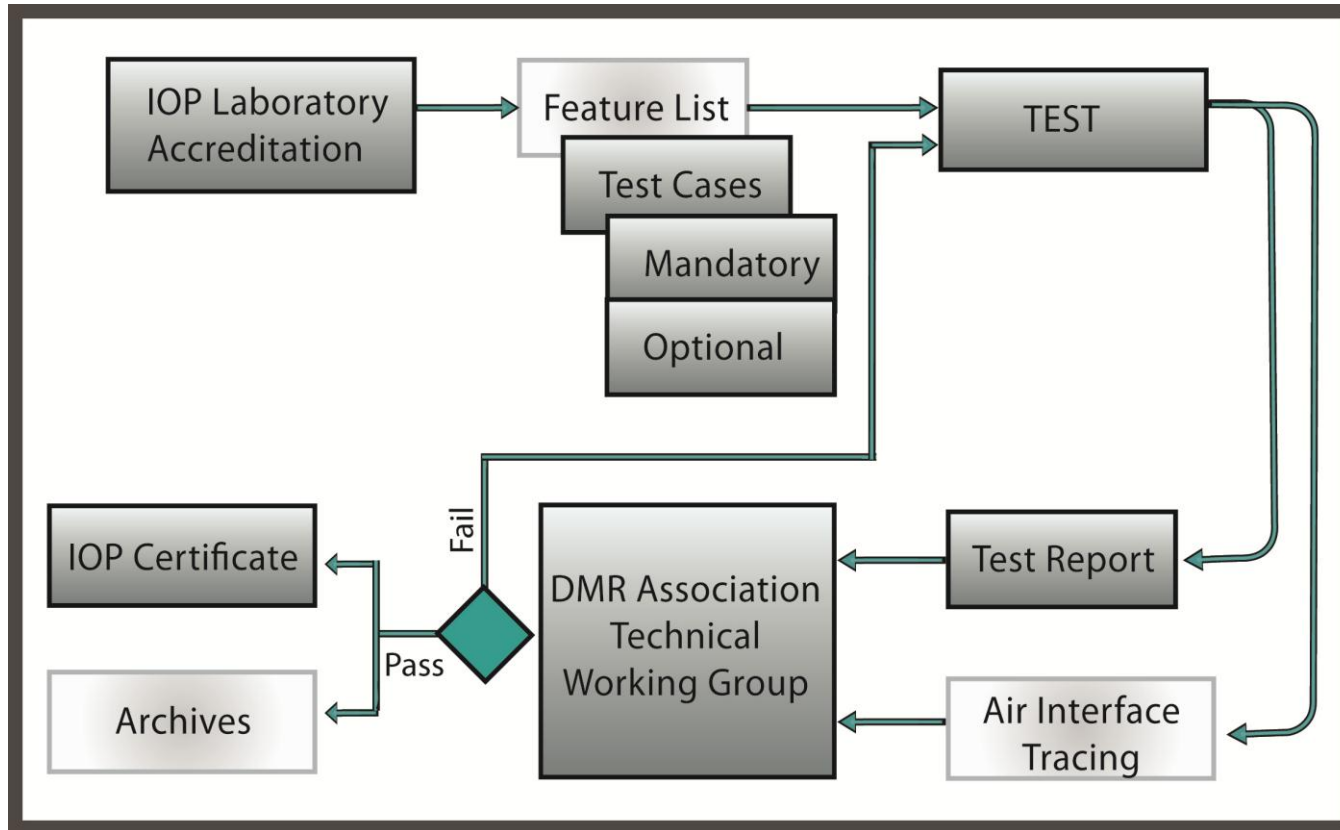 IOP Laboratory
Accreditation
Feature List
TEST
Test Cases
Mandatory
Optional
Fail
IOP Certificate
DMR Association
Technical
Working Group
Test Report
Pass
Archives
Air Interface
Tracing